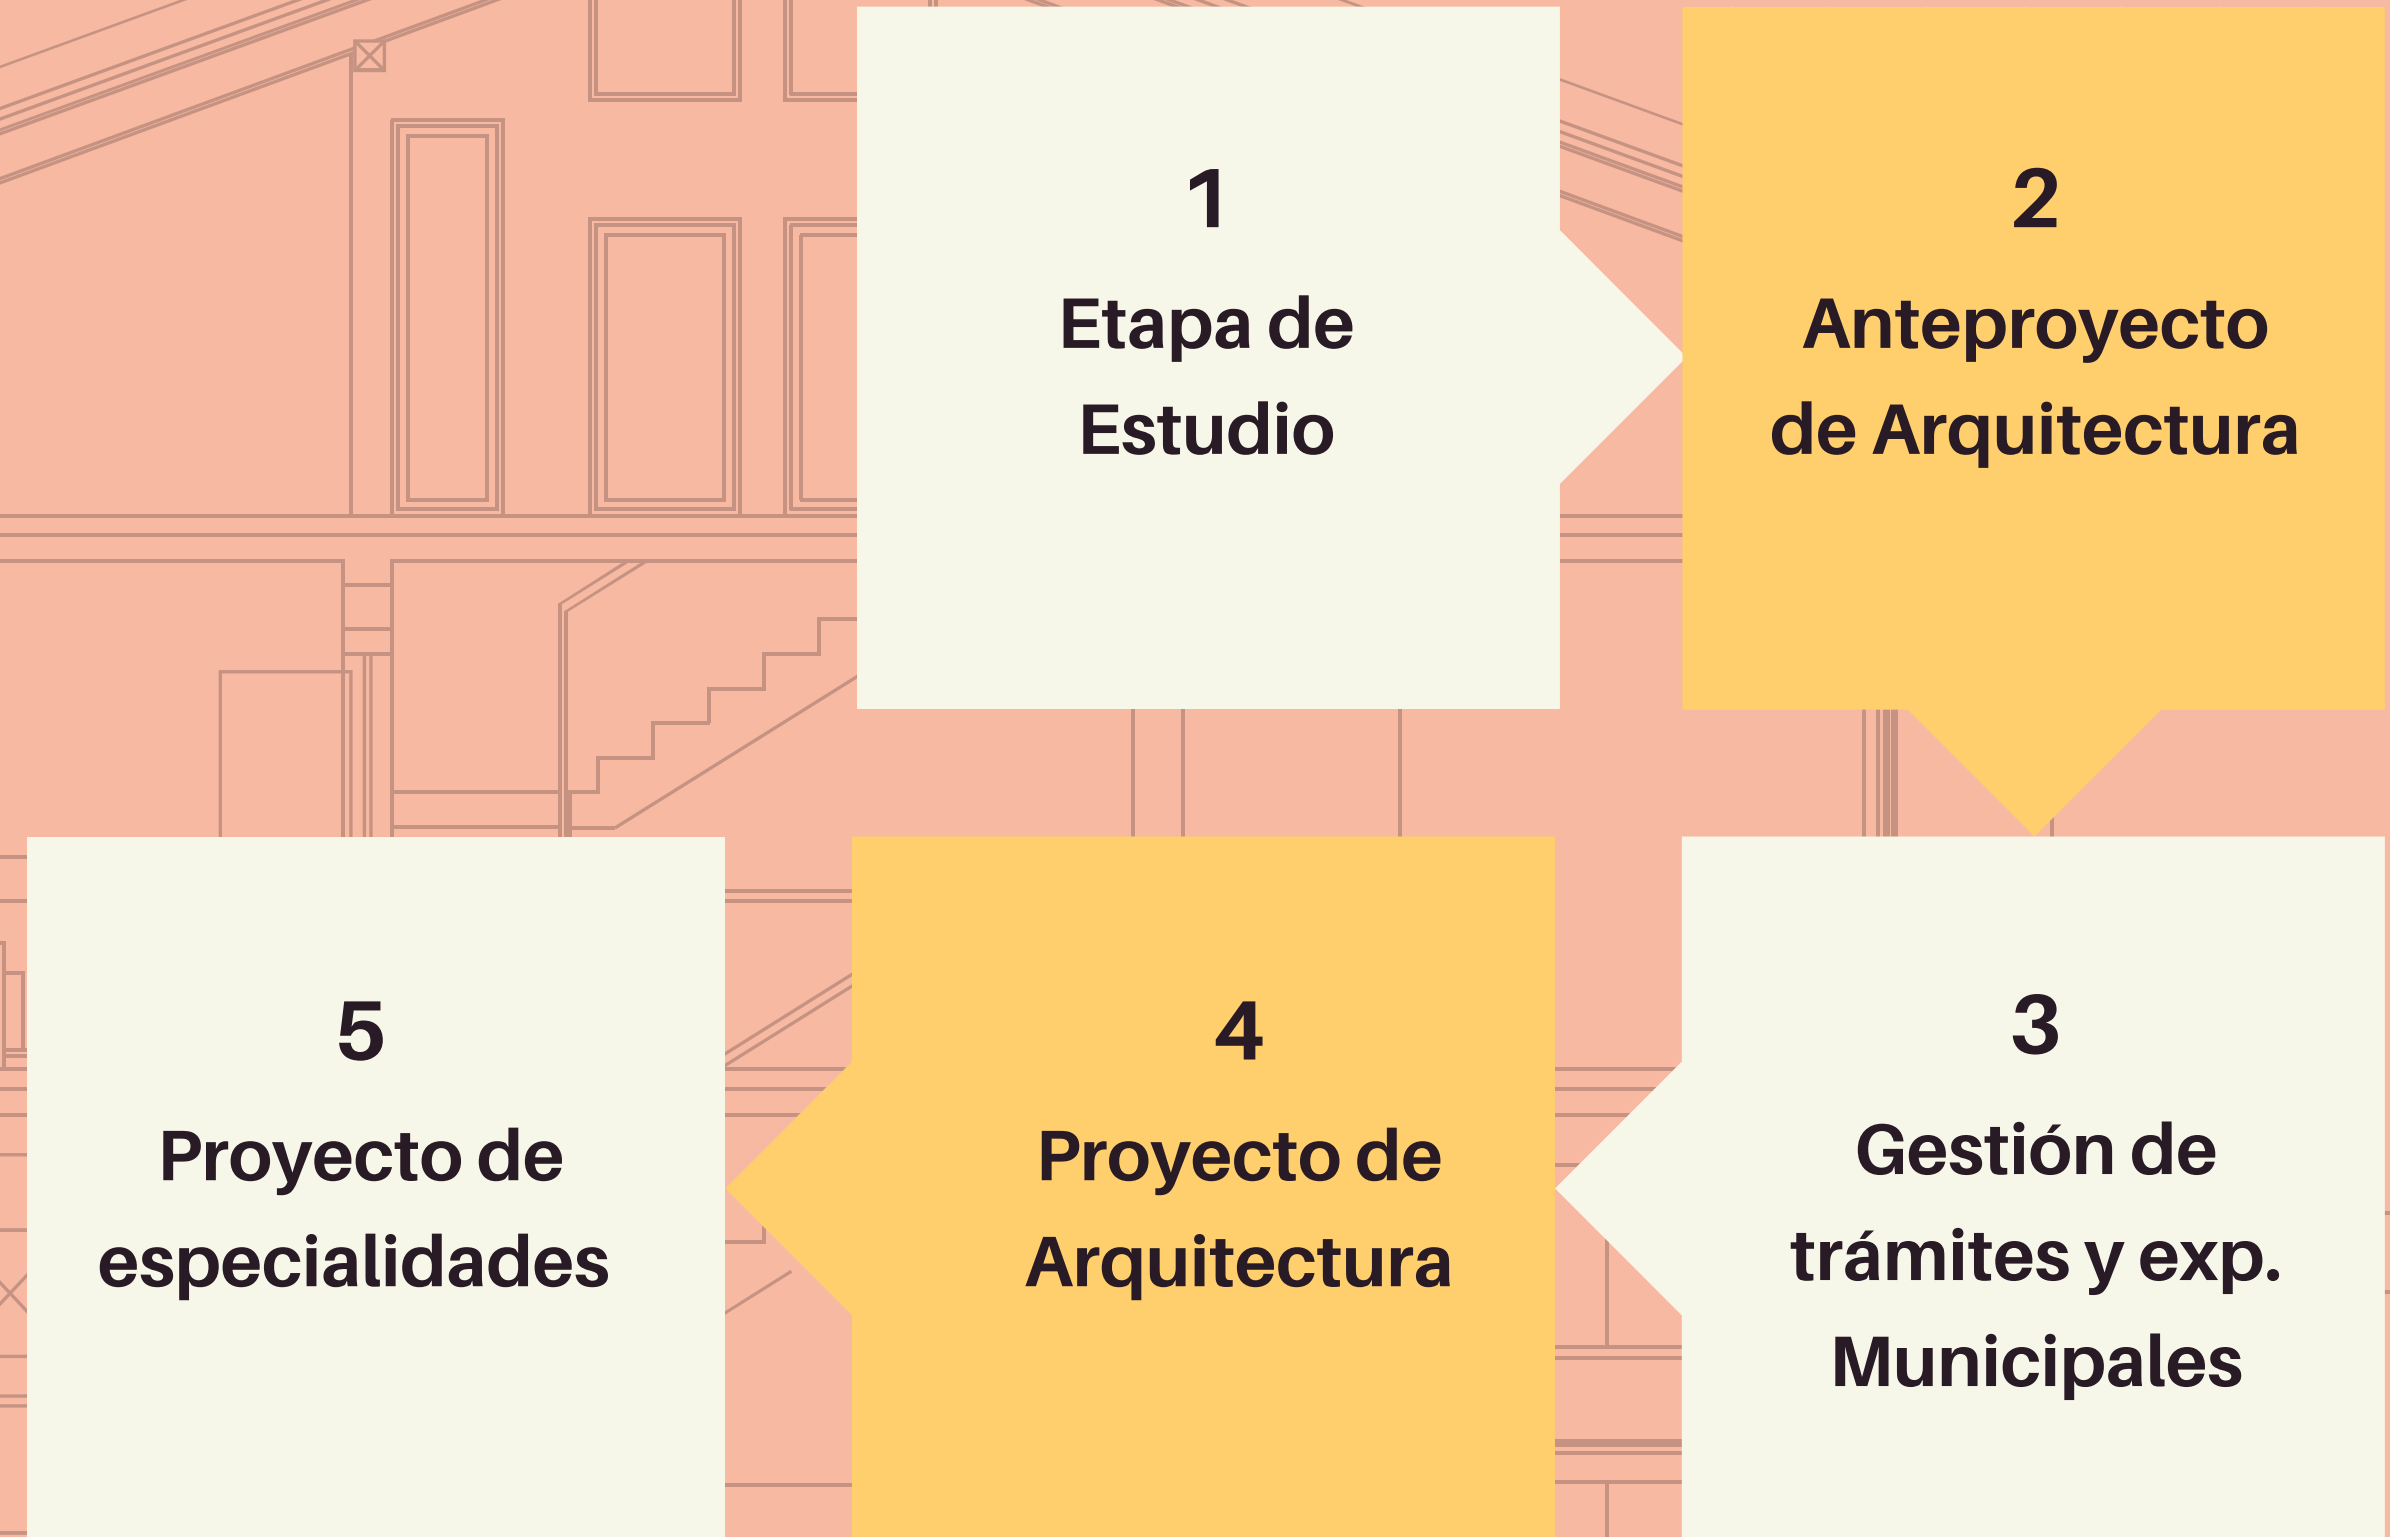 1
Etapa de
Estudio
2
Anteproyecto
de Arquitectura
3
Gestión de
trámites y exp.
Municipales
4
Proyecto de
Arquitectura
5
Proyecto de
especialidades